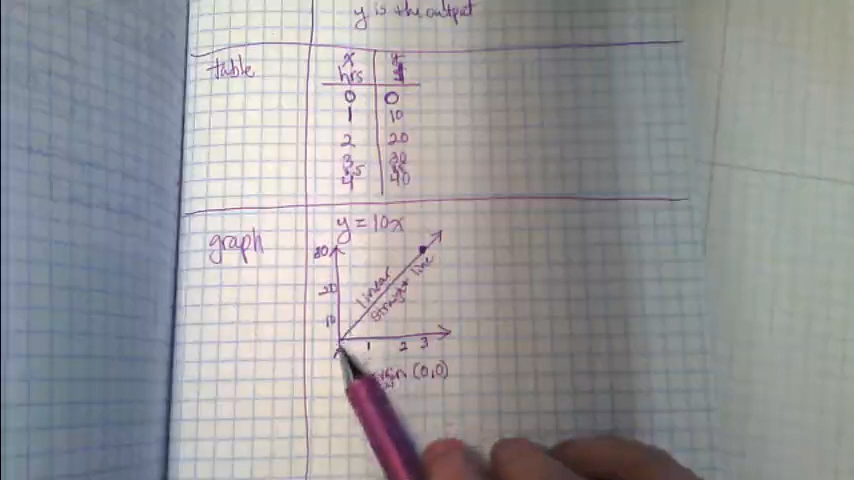 y is the output
table
x y
hrs $
0 0
1 10
2 20
3 30
4 40
graph
y = 10x
30
20
10
linear
straight line
1 2 3
(0,0)